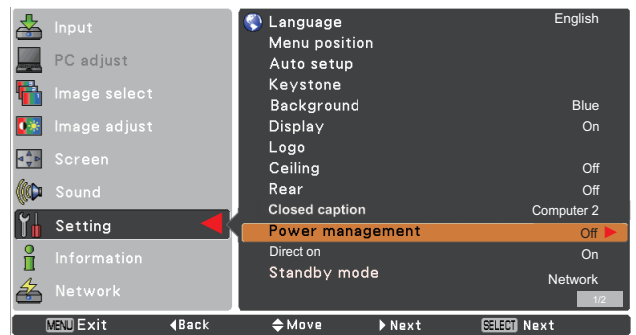 Input
PC adjust
Image select
Image adjust
Screen
Sound
Setting
Information
Network
Language English
Menu position
Auto setup
Keystone
Background Blue
Display On
Logo
Ceiling Off
Rear Off
Closed caption Computer 2
Power management Off
Direct on On
Standby mode Network
1/2
MENU Exit Back Move Next SELECT Next